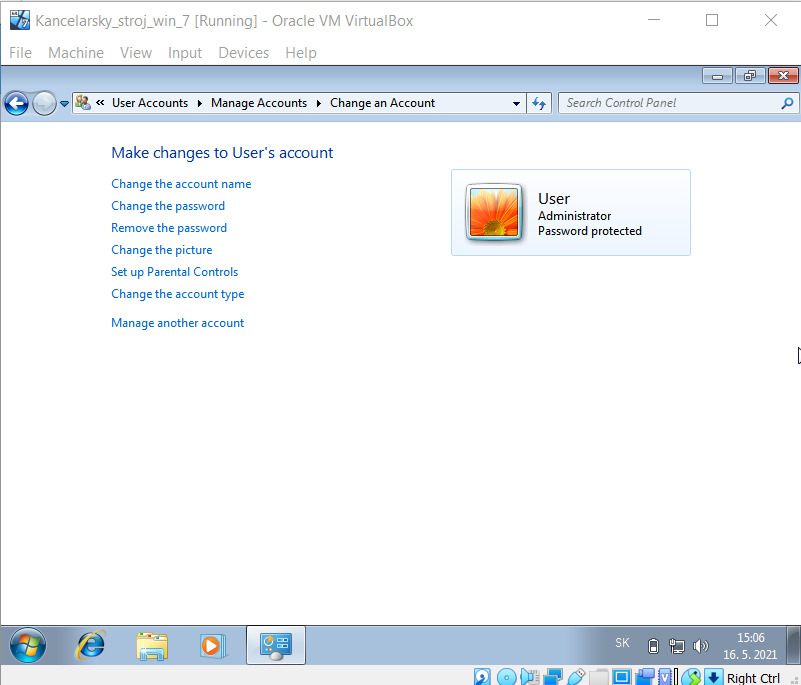 Kancelarsky_stroj_win_7 [Running] - Oracle VM VirtualBox
File Machine View Input Devices Help
« User Accounts Manage Accounts Change an Account Search Control Panel
Make changes to User's account
Change the account name
Change the password
Remove the password
Change the picture
Set up Parental Controls
Change the account type
Manage another account
User
Administrator
Password protected
SK
15:06
16. 5. 2021
Right Ctrl